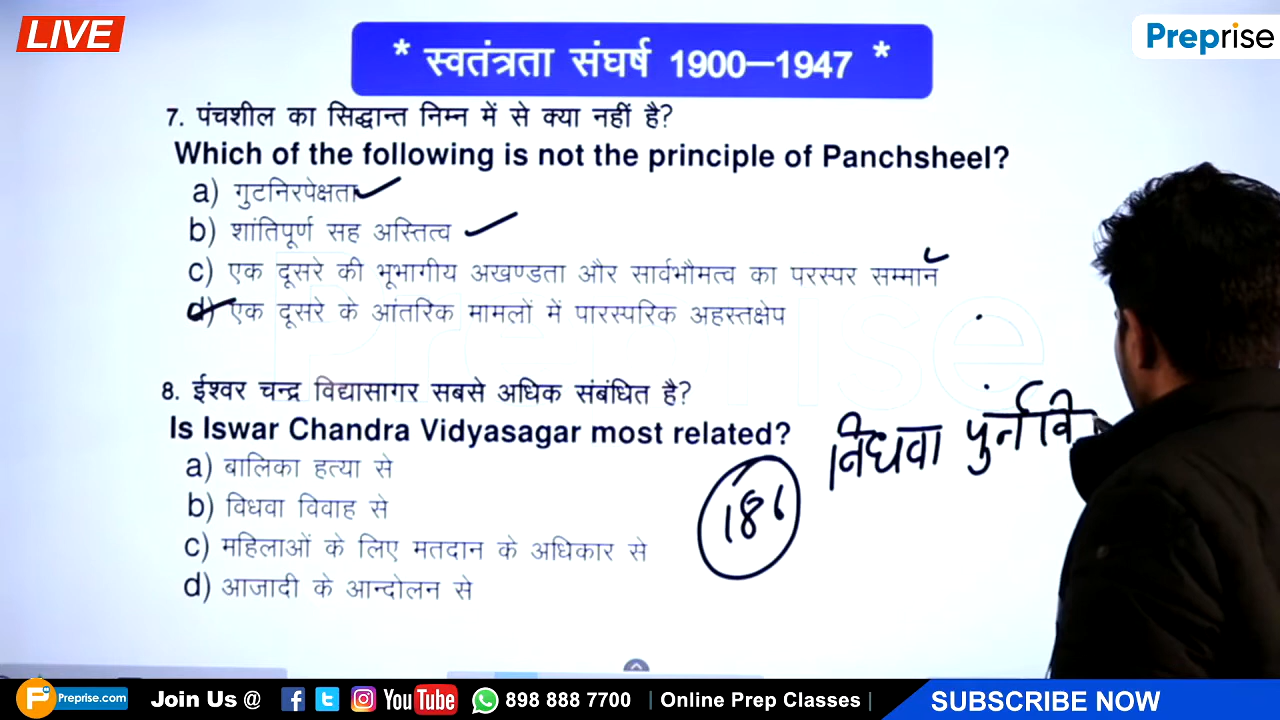 LIVE
Preprise
* स्वतंत्रता संघर्ष 1900–1947 *
7. पंचशील का सिद्धान्त निम्न में से क्या नहीं है?
Which of the following is not the principle of Panchsheel?
a) गुटनिरपेक्षता
b) शांतिपूर्ण सह अस्तित्व
c) एक दूसरे की भूभागीय अखण्डता और सार्वभौमत्व का परस्पर सम्मान
d) एक दूसरे के आंतरिक मामलों में पारस्परिक अहस्तक्षेप
8. ईश्वर चन्द्र विद्यासागर सबसे अधिक संबंधित है?
Is Iswar Chandra Vidyasagar most related?
a) बालिका हत्या से
b) विधवा विवाह से
c) महिलाओं के लिए मतदान के अधिकार से
d) आजादी के आन्दोलन से
विधवा
186
Preprise
Preprise.com
Join Us @
YouTube
898 888 7700
Online Prep Classes
SUBSCRIBE NOW